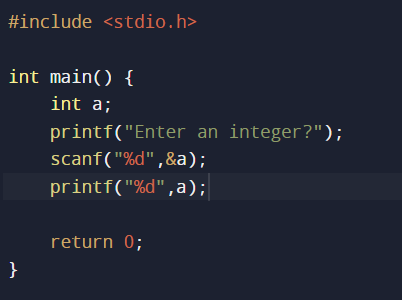 #include <stdio.h>
int main() {
int a;
printf("Enter an integer?");
scanf("%d",&a);
printf("%d",a);
return 0;
}